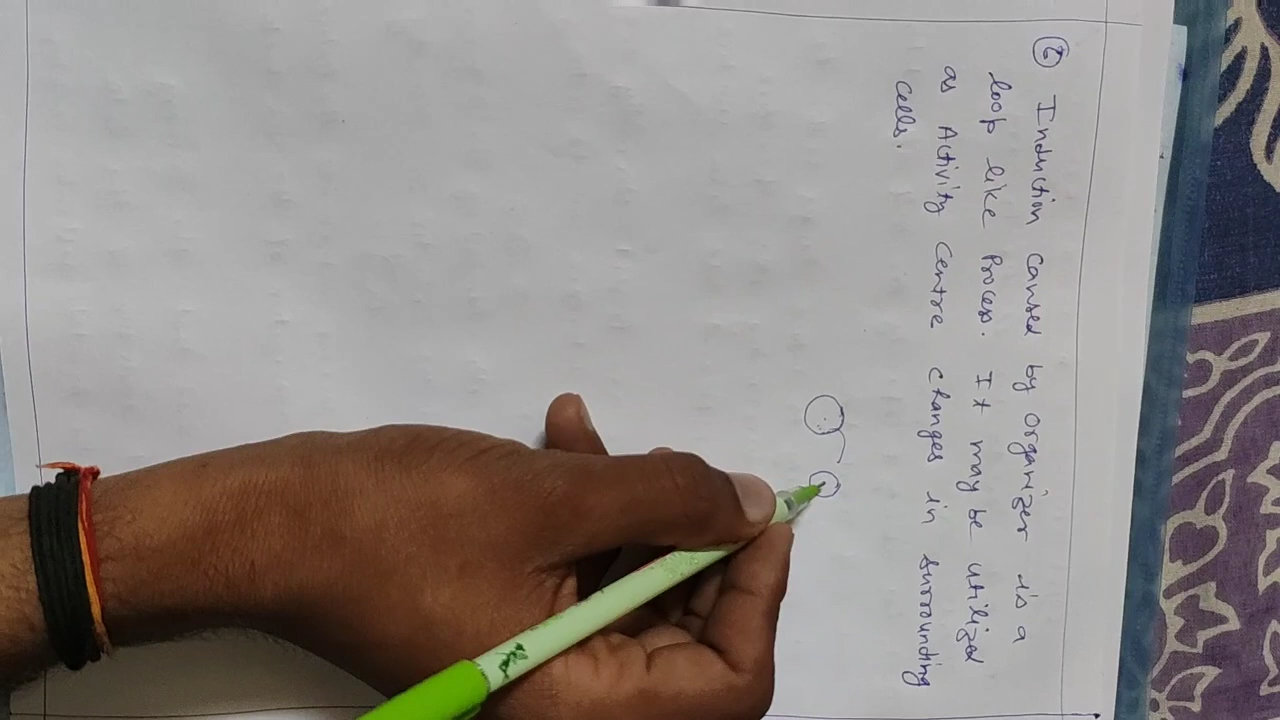 ⑥ Induction caused by organizer is a
loop like Process. It may be utilized
as Activity Centre changes in surrounding
cells.